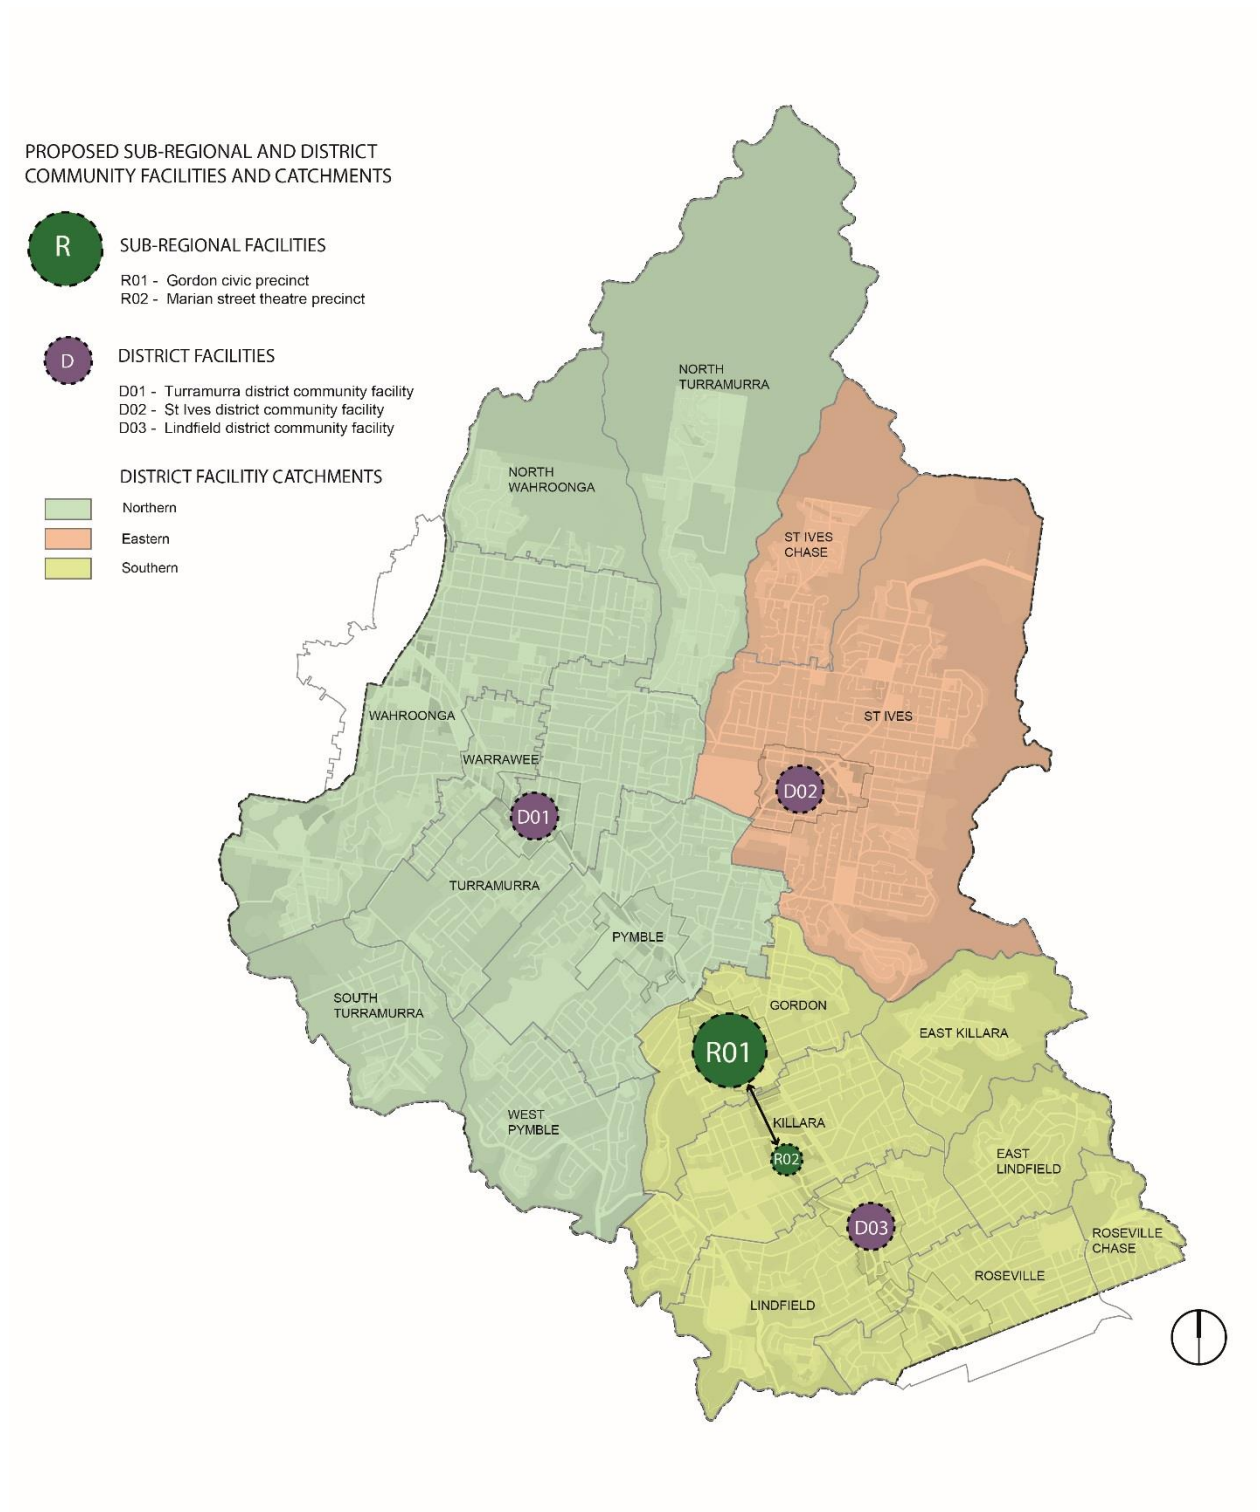 PROPOSED SUB-REGIONAL AND DISTRICT
COMMUNITY FACILITIES AND CATCHMENTS
R
SUB-REGIONAL FACILITIES
R01 - Gordon civic precinct
R02 - Marian street theatre precinct
D
DISTRICT FACILITIES
D01 - Turramurra district community facility
D02 - St Ives district community facility
D03 - Lindfield district community facility
DISTRICT FACILITIY CATCHMENTS
Northern
Eastern
Southern
NORTH
TURRAMURRA
NORTH
WAHROONGA
ST IVES
CHASE
WAHROONGA
ST IVES
WARRAWEE
D02
D01
TURRAMURRA
PYMBLE
SOUTH
TURRAMURRA
GORDON
EAST KILLARA
R01
WEST
PYMBLE
KILLARA
R02
EAST
LINDFIELD
D03
ROSEVILLE
CHASE
ROSEVILLE
LINDFIELD